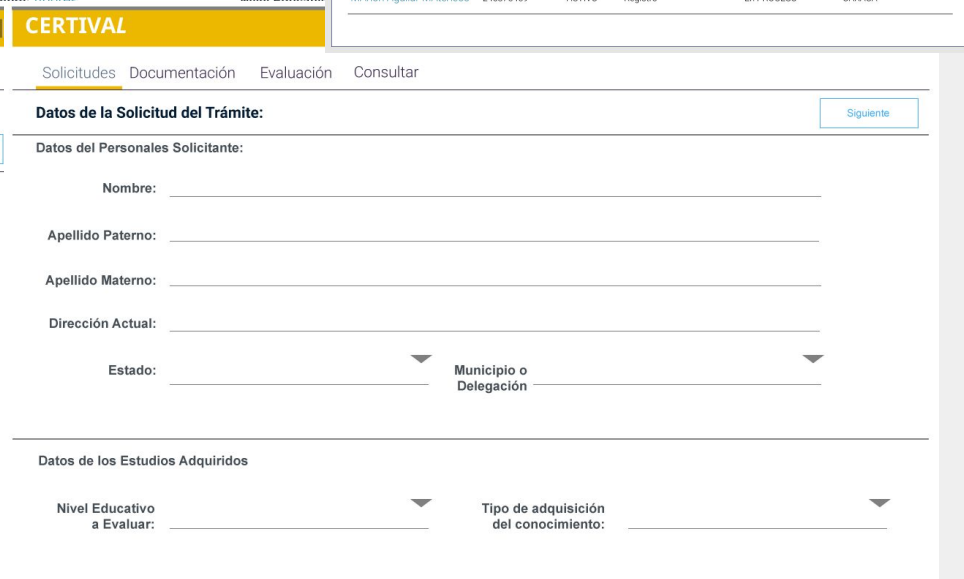 CERTIVAL
Solicitudes Documentación Evaluación Consultar
Datos de la Solicitud del Trámite:
Siguiente
Datos del Personales Solicitante:
Nombre:
Apellido Paterno:
Apellido Materno:
Dirección Actual:
Estado:
Municipio o
Delegación
Datos de los Estudios Adquiridos
Nivel Educativo
a Evaluar:
Tipo de adquisición
del conocimiento: